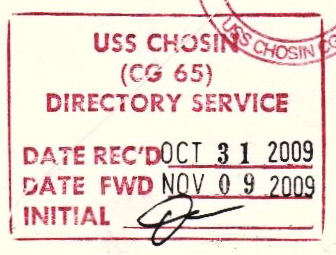 USS CHOSIN
(CG 65)
DIRECTORY SERVICE
DATE REC'D OCT 31 2009
DATE FWD NOV 09 2009
INITIAL
USS CHOSIN CG